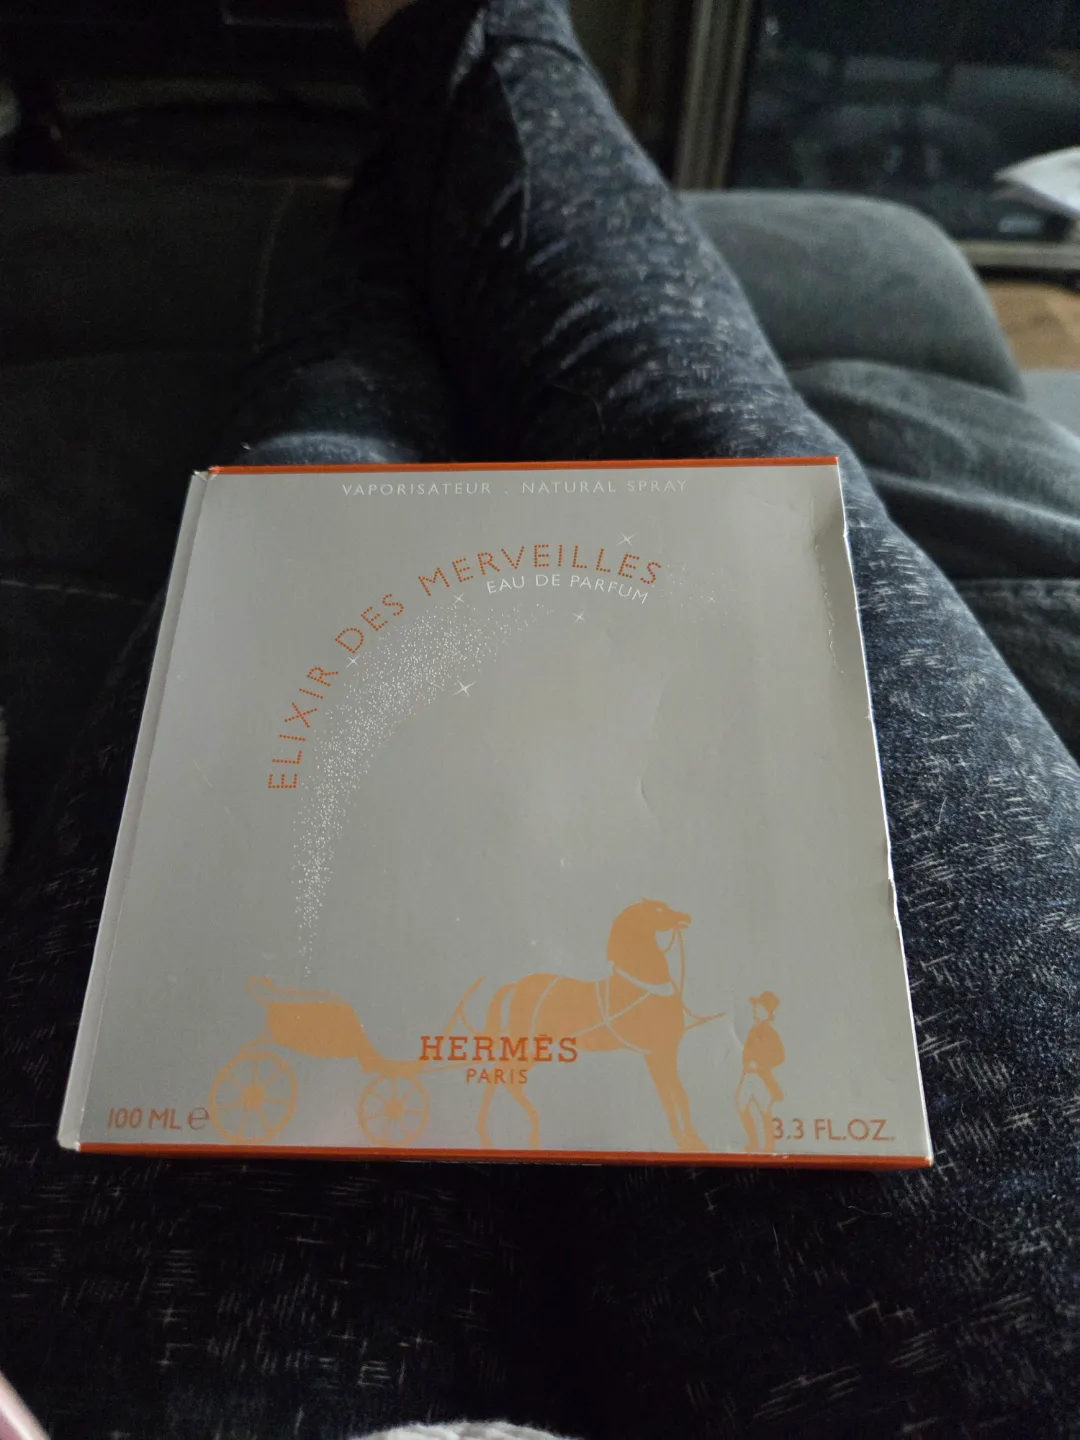 VAPORISATEUR . NATURAL SPRAY
ELIXIR DES MERVEILLES
EAU DE PARFUM
HERMÈS
PARIS
100 ML ℮
3.3 FL.OZ.